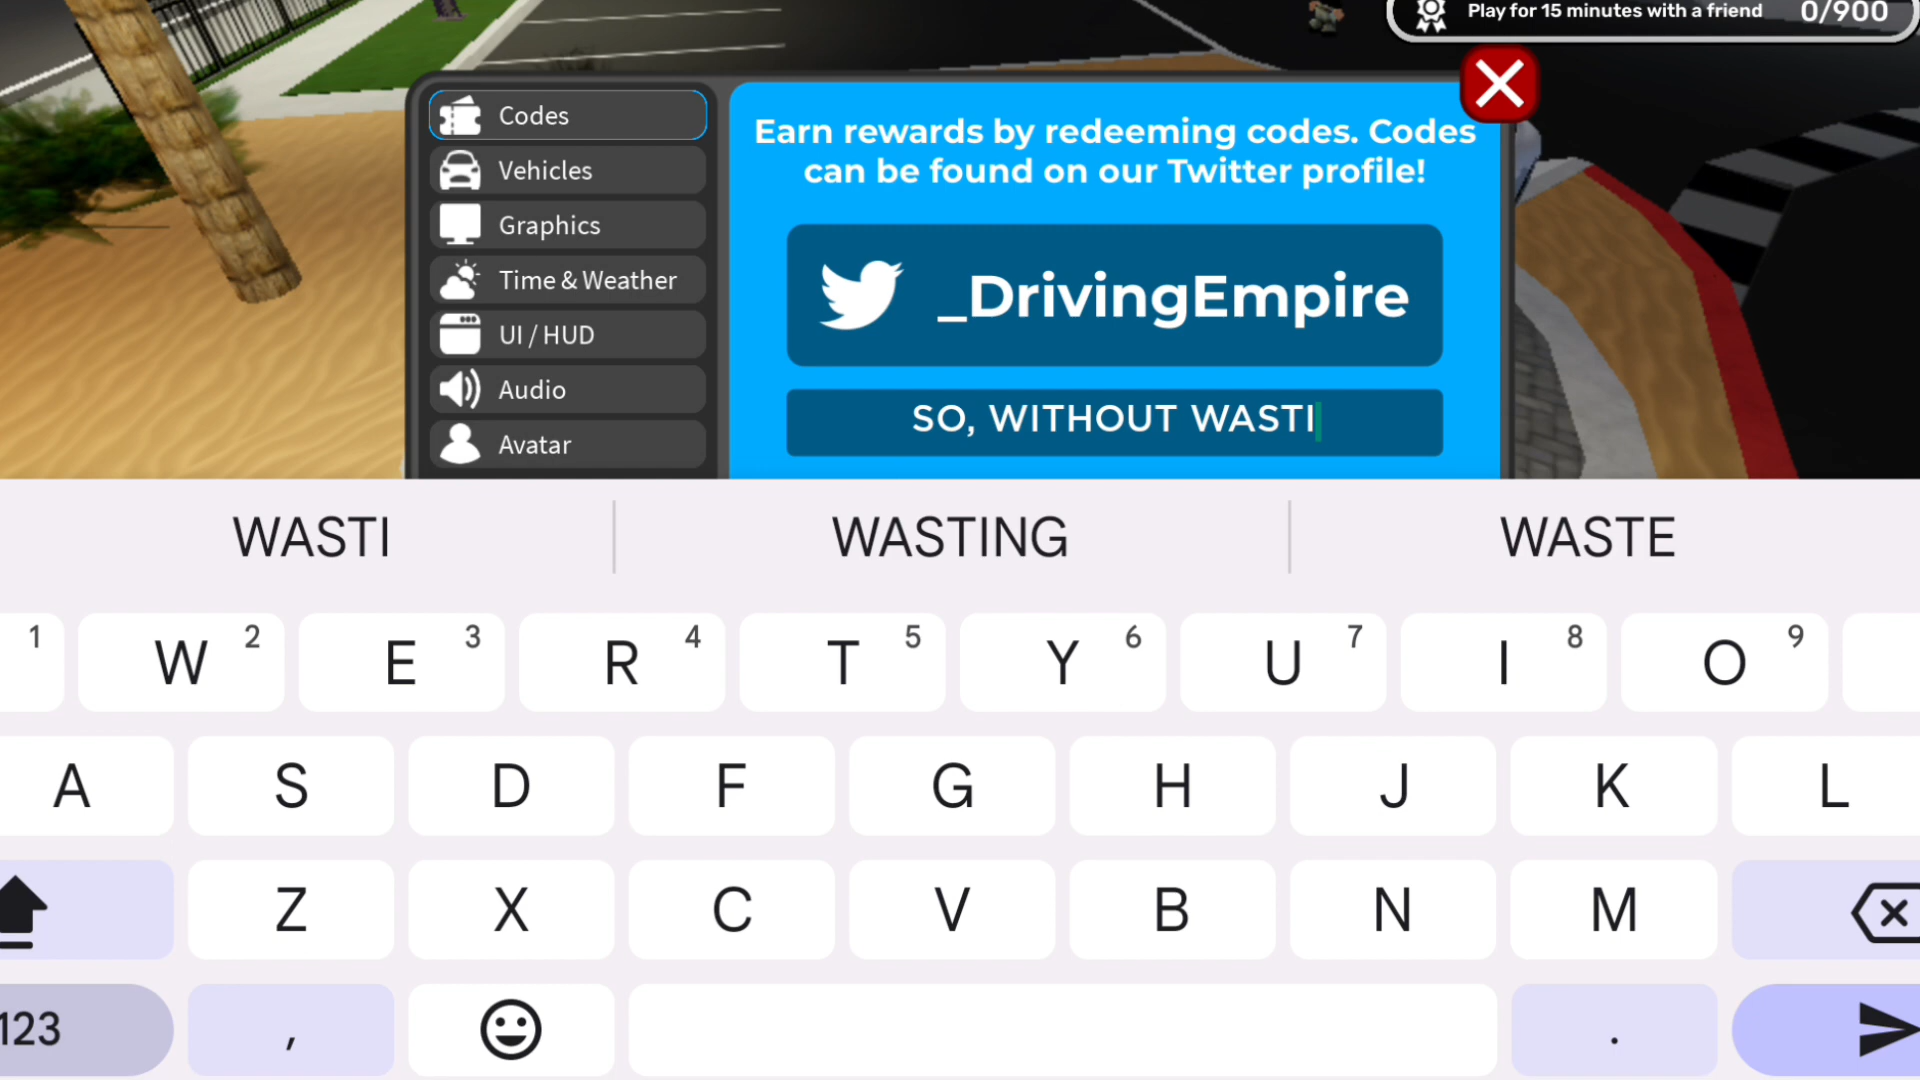 Play for 15 minutes with a friend 0/900
Codes
Vehicles
Graphics
Time & Weather
UI / HUD
Audio
Avatar
Earn rewards by redeeming codes. Codes
can be found on our Twitter profile!
_DrivingEmpire
SO, WITHOUT WASTI
WASTI WASTING WASTE
1 W 2 E 3 R 4 T 5 Y 6 U 7 I 8 O 9
A S D F G H J K L
Z X C V B N M
123 , .